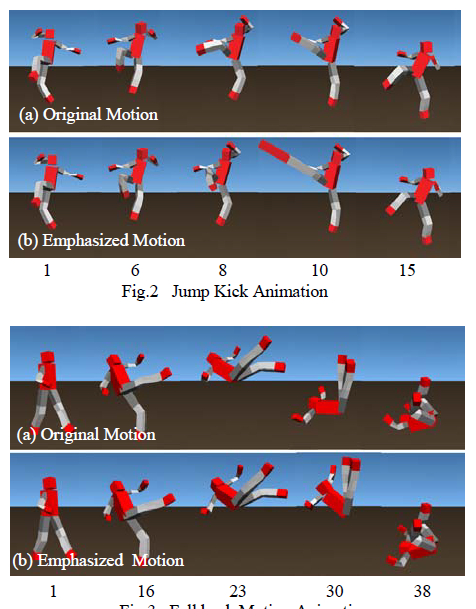 (a) Original Motion
(b) Emphasized Motion
1 6 8 10 15
Fig.2 Jump Kick Animation
(a) Original Motion
(b) Emphasized Motion
1 16 23 30 38